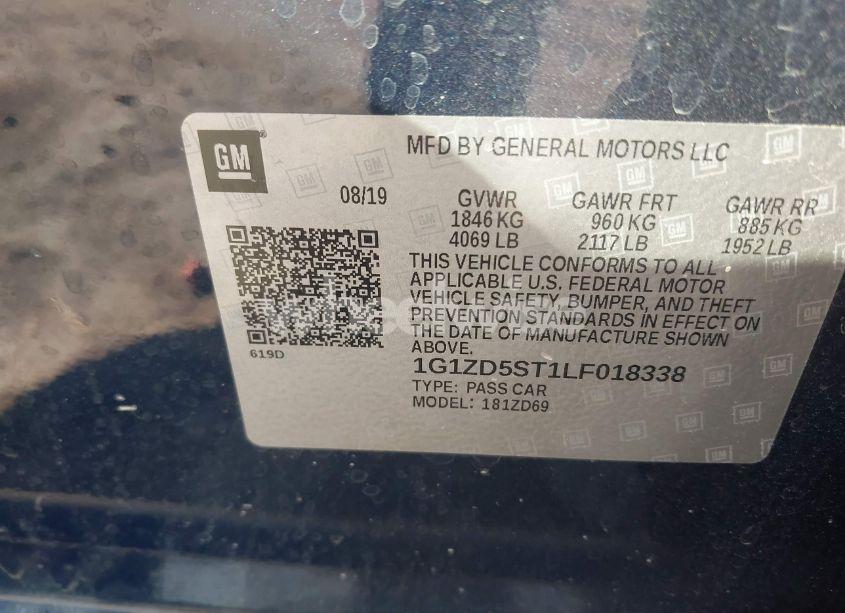 GM
MFD BY GENERAL MOTORS LLC
08/19
GVWR
1846 KG
4069 LB
GAWR FRT
960 KG
2117 LB
GAWR RR
885 KG
1952 LB
THIS VEHICLE CONFORMS TO ALL
APPLICABLE U.S. FEDERAL MOTOR
VEHICLE SAFETY, BUMPER, AND THEFT
PREVENTION STANDARDS IN EFFECT ON
THE DATE OF MANUFACTURE SHOWN
ABOVE.
619D
1G1ZD5ST1LF018338
TYPE: PASS CAR
MODEL: 181ZD69